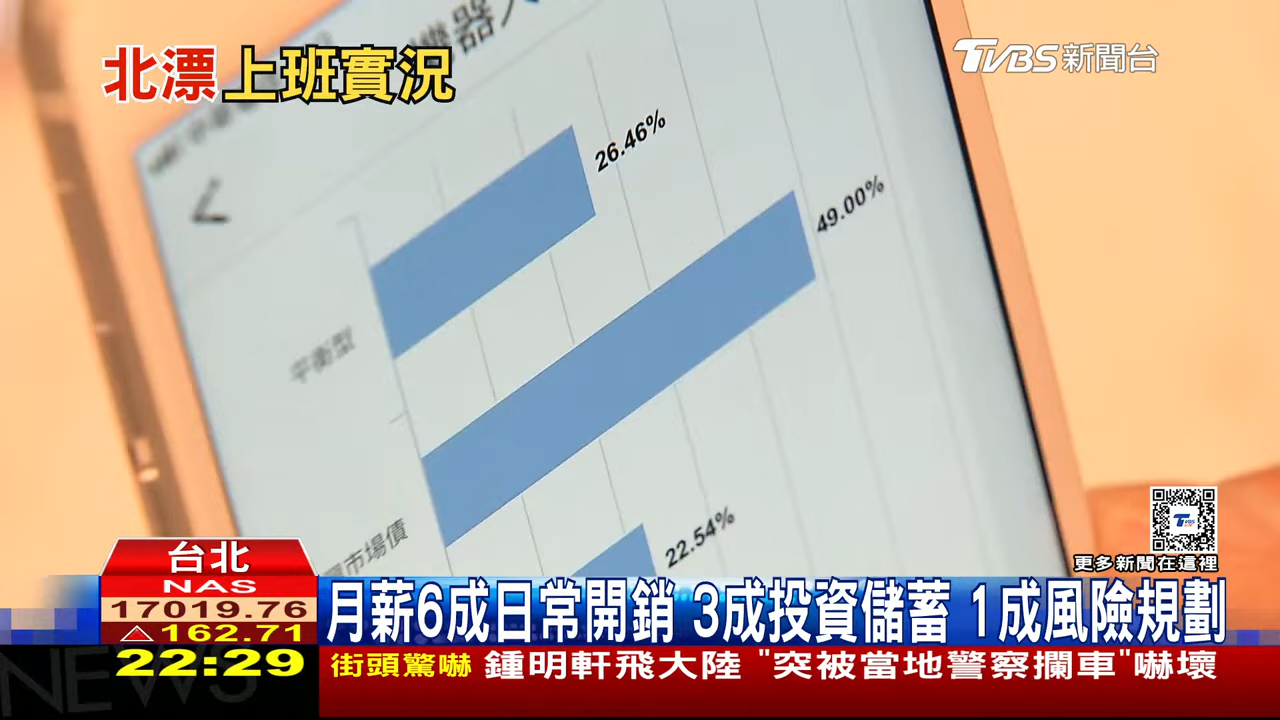 北漂上班實況
TVBS新聞台
機器人
26.46%
49.00%
平衡型
市場債
22.54%
更多新聞在這裡
台北
NAS
17019.76
162.71
22:29
月薪6成日常開銷 3成投資儲蓄 1成風險規劃
街頭驚嚇 鍾明軒飛大陸 "突被當地警察攔車"嚇壞
NEWS